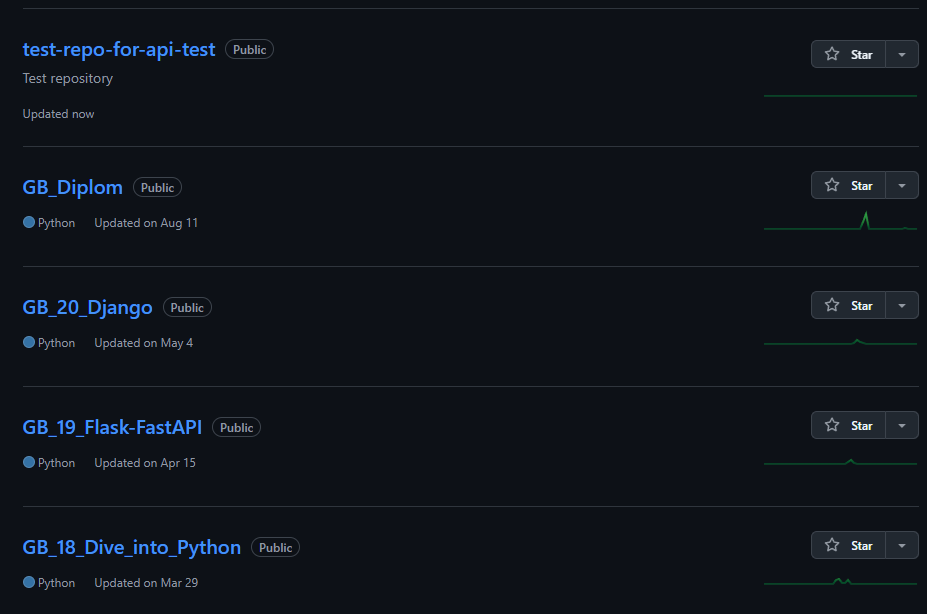 test-repo-for-api-test Public
Star
Test repository
Updated now
GB_Diplom Public
Star
Python Updated on Aug 11
GB_20_Django Public
Star
Python Updated on May 4
GB_19_Flask-FastAPI Public
Star
Python Updated on Apr 15
GB_18_Dive_into_Python Public
Star
Python Updated on Mar 29